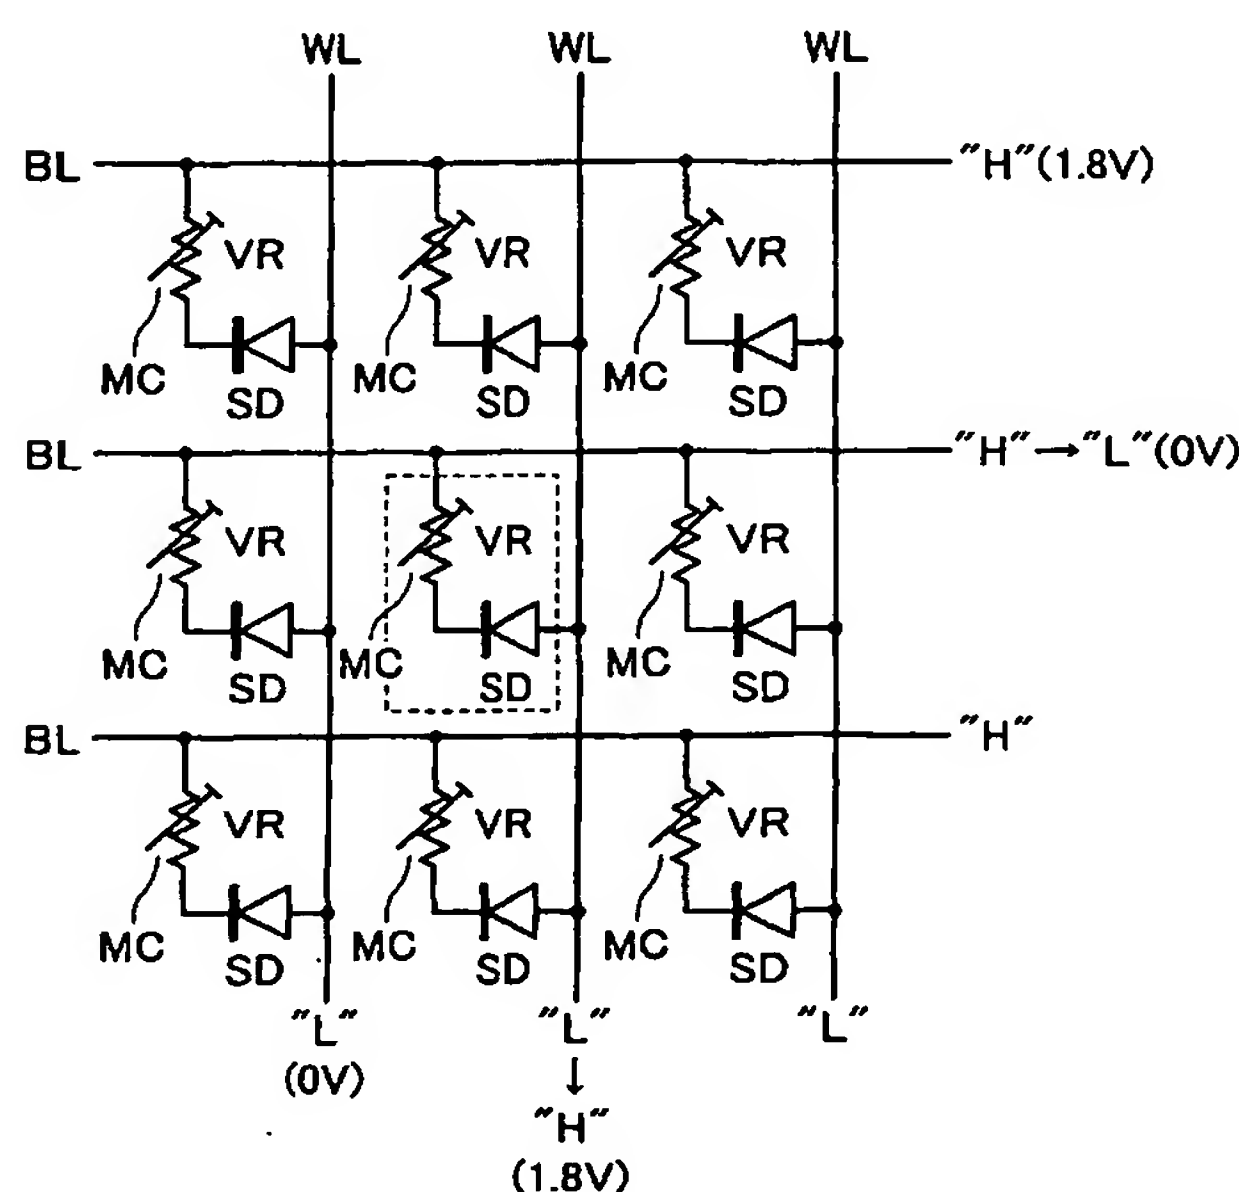 WL WL WL
BL "H"(1.8V)
VR VR VR
MC SD MC SD MC SD
BL "H"→"L"(0V)
VR VR VR
MC SD MC SD MC SD
BL "H"
VR VR VR
MC SD MC SD MC SD
"L" "L" "L"
(0V) ↓
"H"
(1.8V)